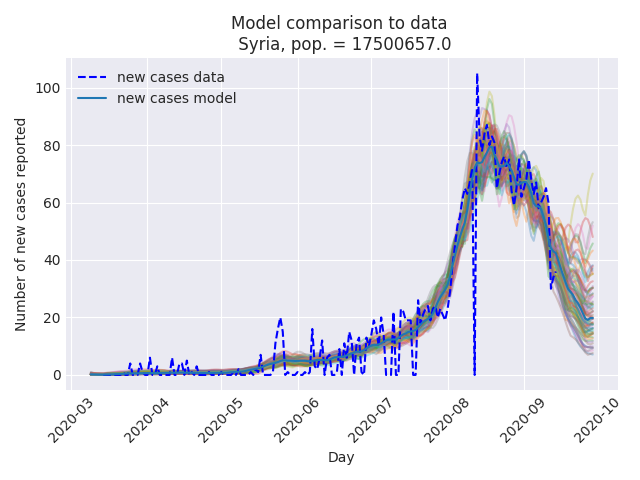 Model comparison to data
Syria, pop. = 17500657.0
new cases data
new cases model
Number of new cases reported
100
80
60
40
20
0
2020-03
2020-04
2020-05
2020-06
2020-07
2020-08
2020-09
2020-10
Day